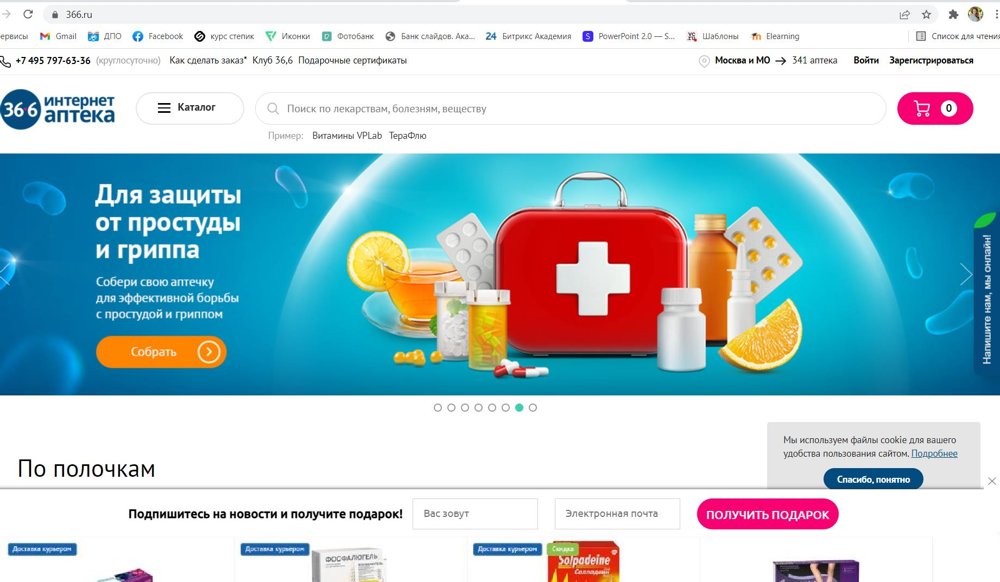 366.ru
ервисы Gmail ДПО Facebook курс степик Иконки Фотобанк Банк слайдов. Ака... 24 Битрикс Академия S PowerPoint 2.0 — S... Шаблоны Elearning Список для чтения
+7 495 797-63-36 (круглосуточно) Как сделать заказ* Клуб 36,6 Подарочные сертификаты Москва и МО → 341 аптека Войти Зарегистрироваться
36.6 интернет аптека
Каталог
Поиск по лекарствам, болезням, веществу
0
Пример: Витамины VPLab ТераФлю
Для защиты
от простуды
и гриппа
Собери свою аптечку
для эффективной борьбы
с простудой и гриппом
Собрать
Напишите нам, мы онлайн!
Мы используем файлы cookie для вашего
удобства пользования сайтом. Подробнее
Спасибо, понятно
По полочкам
Подпишитесь на новости и получите подарок! Вас зовут Электронная почта ПОЛУЧИТЬ ПОДАРОК
Доставка курьером Доставка курьером Доставка курьером Скидка
ФОСФАЛЮГЕЛЬ
Solpadeine
Солпадеин